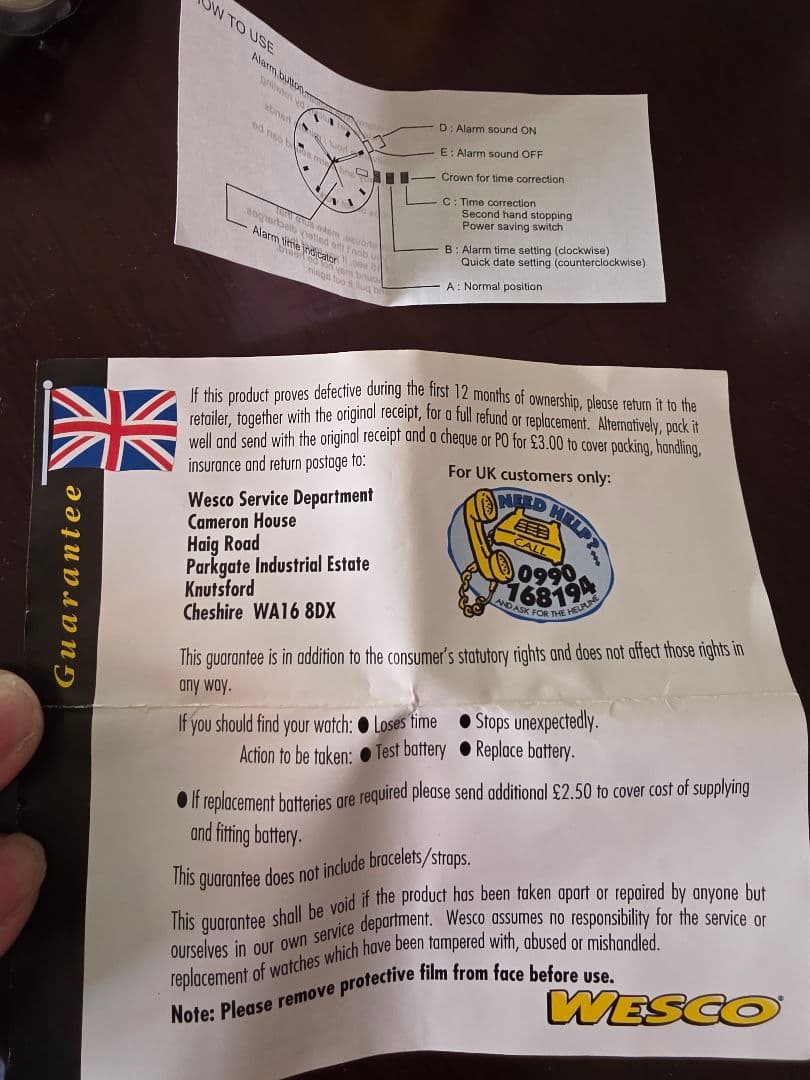 HOW TO USE
Alarm button
D : Alarm sound ON
E : Alarm sound OFF
Crown for time correction
C : Time correction
Second hand stopping
Power saving switch
B : Alarm time setting (clockwise)
Quick date setting (counterclockwise)
Alarm time indicator
A : Normal position
Guarantee
If this product proves defective during the first 12 months of ownership, please return it to the
retailer, together with the original receipt, for a full refund or replacement. Alternatively, pack it
well and send with the original receipt and a cheque or PO for £3.00 to cover packing, handling,
insurance and return postage to:
For UK customers only:
Wesco Service Department
Cameron House
Haig Road
Parkgate Industrial Estate
Knutsford
Cheshire WA16 8DX
NEED HELP?...
CALL
0990
168194
AND ASK FOR THE HELPLINE
This guarantee is in addition to the consumer's statutory rights and does not affect those rights in
any way.
If you should find your watch: ● Loses time ● Stops unexpectedly.
Action to be taken: ● Test battery ● Replace battery.
● If replacement batteries are required please send additional £2.50 to cover cost of supplying
and fitting battery.
This guarantee does not include bracelets/straps.
This guarantee shall be void if the product has been taken apart or repaired by anyone but
ourselves in our own service department. Wesco assumes no responsibility for the service or
replacement of watches which have been tampered with, abused or mishandled.
Note: Please remove protective film from face before use.
WESCO